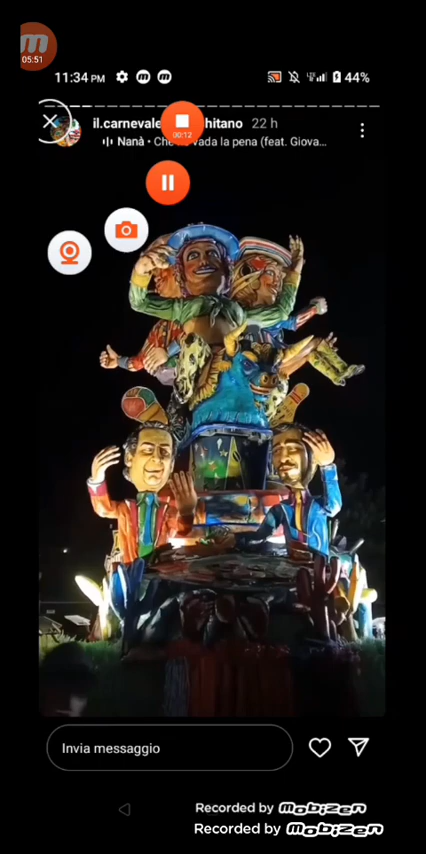 05:51
11:34 PM
44%
il.carnevale
hitano 22 h
00:12
Nanà • Che
vada la pena (feat. Giova...
Invia messaggio
Recorded by Mobizen
Recorded by Mobizen